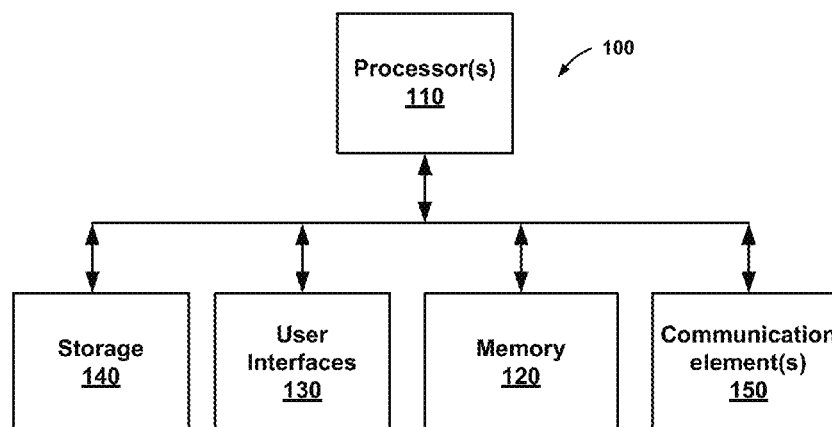 Processor(s)
110
100
Storage
140
User
Interfaces
130
Memory
120
Communication
element(s)
150